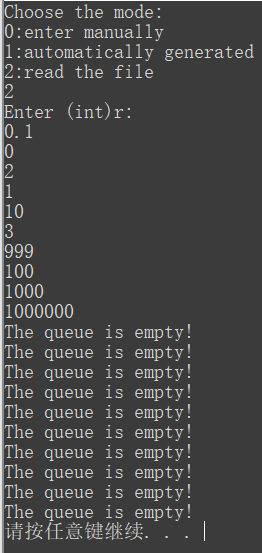 Choose the mode:
0:enter manually
1:automatically generated
2:read the file
2
Enter (int)r:
0.1
0
2
1
10
3
999
100
1000
1000000
The queue is empty!
The queue is empty!
The queue is empty!
The queue is empty!
The queue is empty!
The queue is empty!
The queue is empty!
The queue is empty!
The queue is empty!
The queue is empty!
请按任意键继续. . .